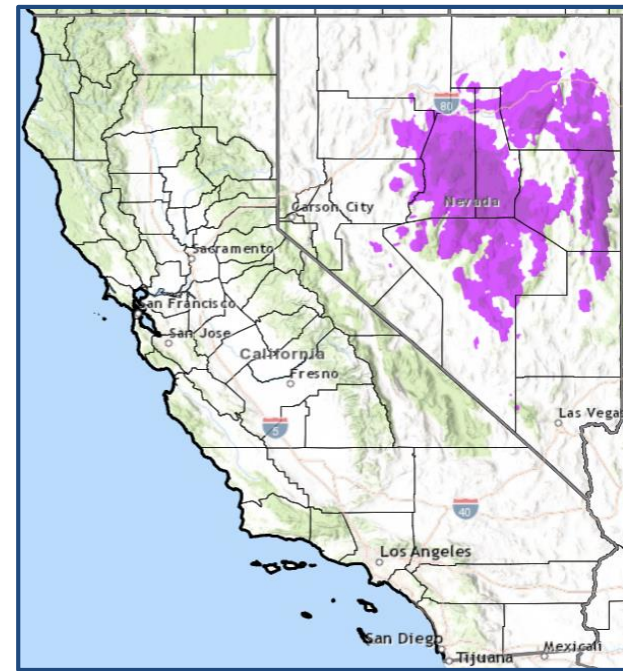 80
Nevada
Carson City
Sacramento
San Francisco
San Jose
California
Fresno
5
Las Vegas
40
Los Angeles
San Diego
Tijuana
Mexicali